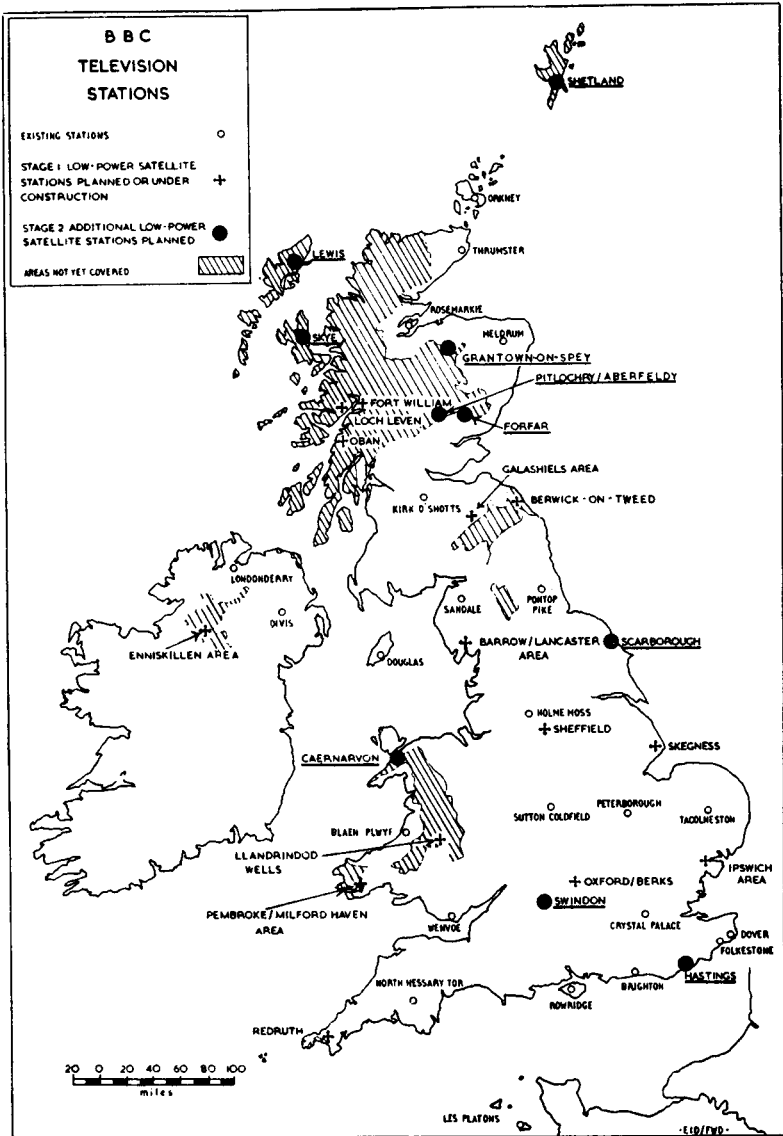 BBC
TELEVISION
STATIONS
EXISTING STATIONS
STAGE 1 LOW-POWER SATELLITE
STATIONS PLANNED OR UNDER
CONSTRUCTION
STAGE 2 ADDITIONAL LOW-POWER
SATELLITE STATIONS PLANNED
AREAS NOT YET COVERED
SHETLAND
ORKNEY
THRUMSTER
LEWIS
ROSEMARKIE
SKYE
MELDRUM
GRANTOWN-ON-SPEY
PITLOCHRY/ABERFELDY
FORT WILLIAM
LOCH LEVEN
FORFAR
OBAN
GALASHIELS AREA
KIRK O'SHOTTS
BERWICK-ON-TWEED
LONDONDERRY
DIVIS
SANDALE
PONTOP
PIKE
ENNISKILLEN AREA
BARROW/LANCASTER
AREA
SCARBOROUGH
DOUGLAS
HOLME MOSS
SHEFFIELD
SKEGNESS
CAERNARVON
SUTTON COLDFIELD
PETERBOROUGH
TACOLNESTON
BLAEN PLWYF
LLANDRINDOD
WELLS
IPSWICH
AREA
OXFORD/BERKS
PEMBROKE/MILFORD HAVEN
AREA
SWINDON
WENVOE
CRYSTAL PALACE
DOVER
FOLKESTONE
HASTINGS
BRIGHTON
NORTH HESSARY TOR
ROWRIDGE
REDRUTH
20 0 20 40 60 80 100
miles
LES PLATONS
-EID/FWD-